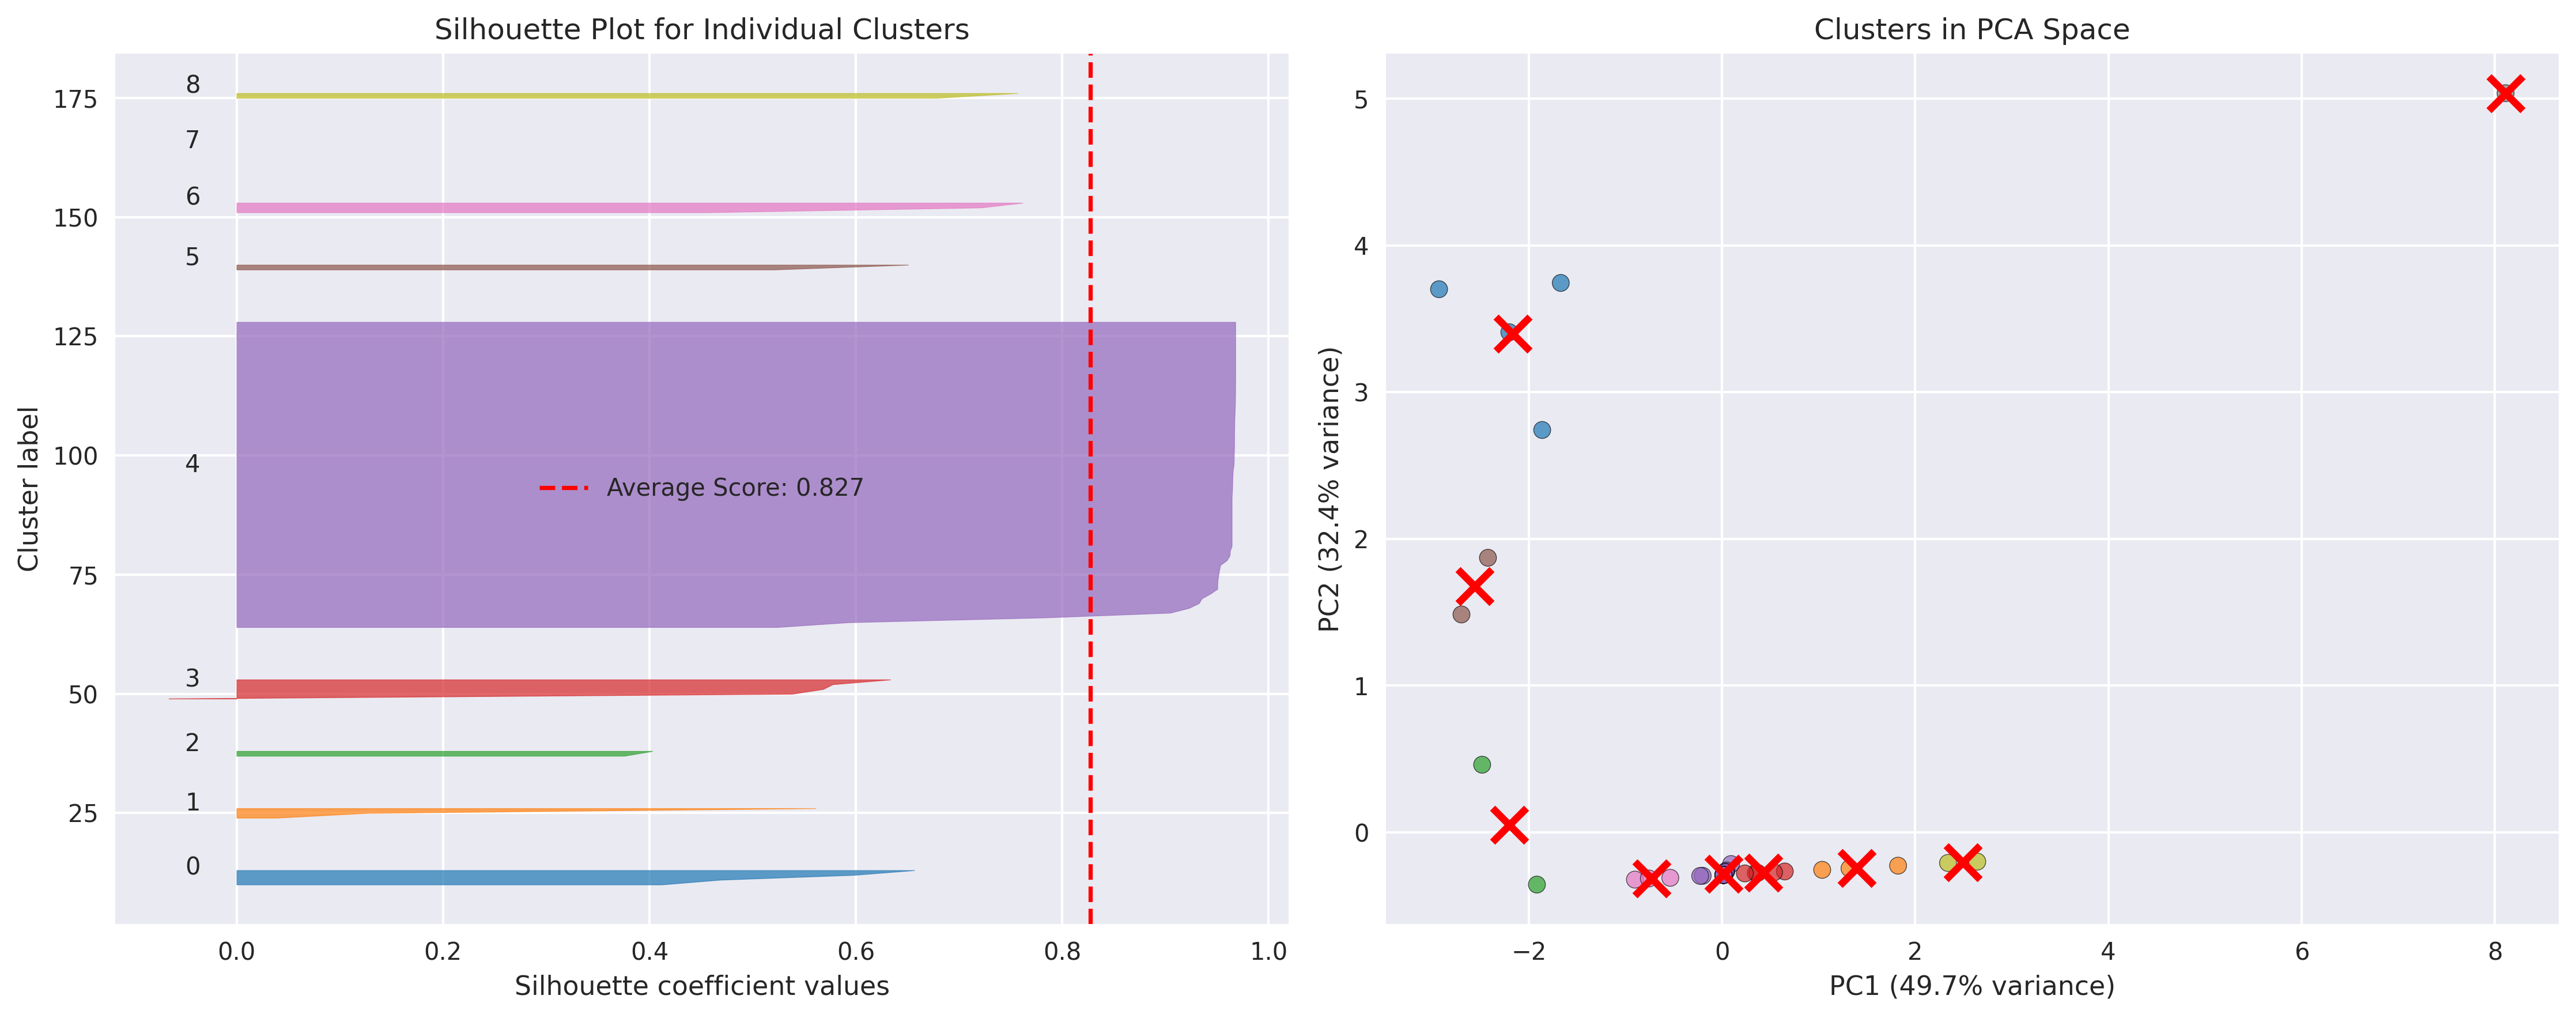 Silhouette Plot for Individual Clusters
Cluster label
175
150
125
100
75
50
25
8
7
6
5
4
3
2
1
0
Average Score: 0.827
0.0 0.2 0.4 0.6 0.8 1.0
Silhouette coefficient values
Clusters in PCA Space
PC2 (32.4% variance)
5
4
3
2
1
0
−2 0 2 4 6 8
PC1 (49.7% variance)